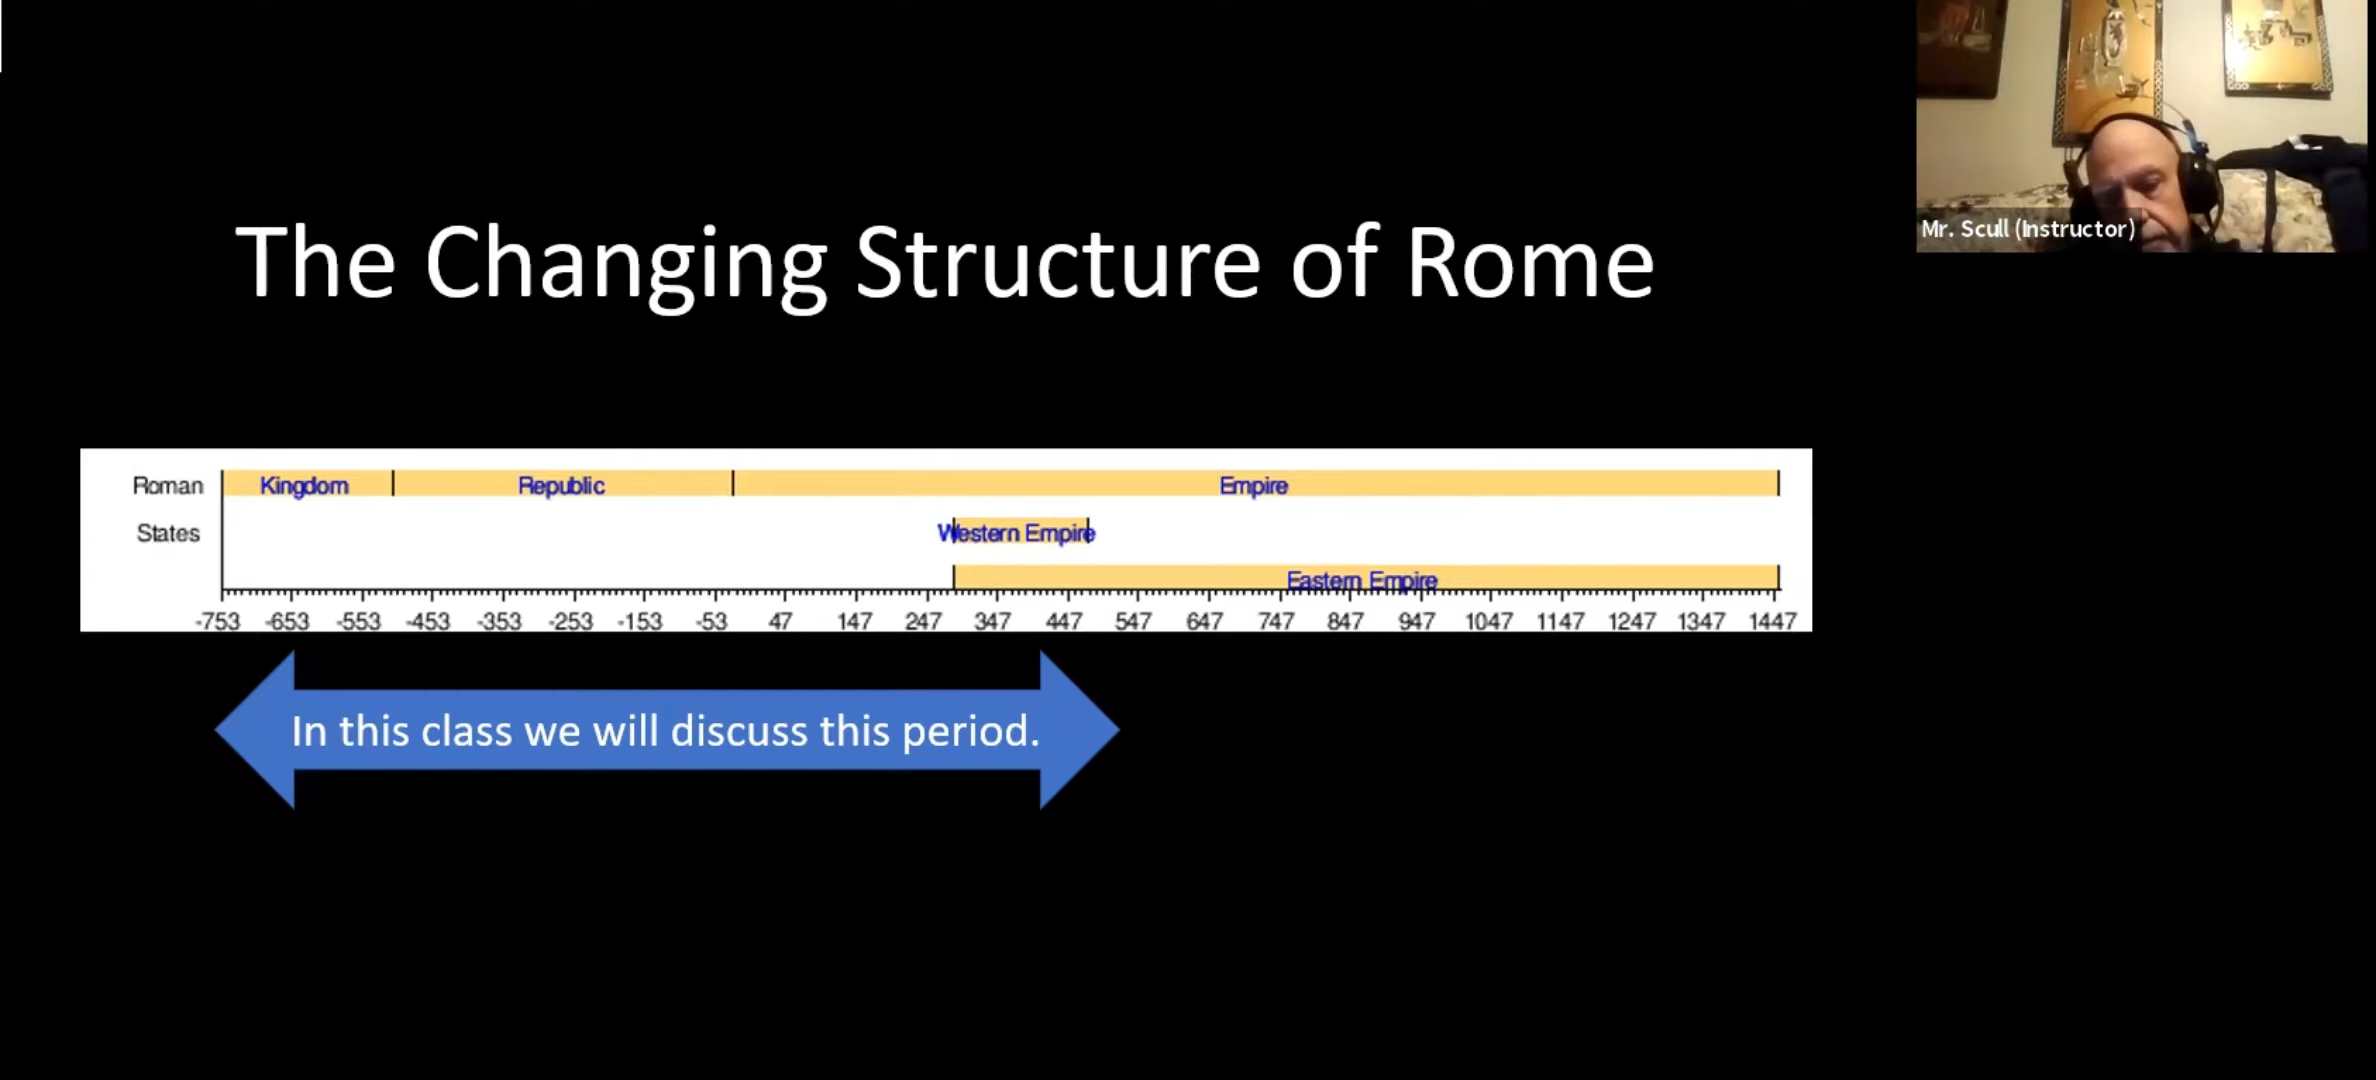 Mr. Scull (Instructor)
The Changing Structure of Rome
Roman Kingdom Republic Empire
States Western Empire
Eastern Empire
-753 -653 -553 -453 -353 -253 -153 -53 47 147 247 347 447 547 647 747 847 947 1047 1147 1247 1347 1447
In this class we will discuss this period.